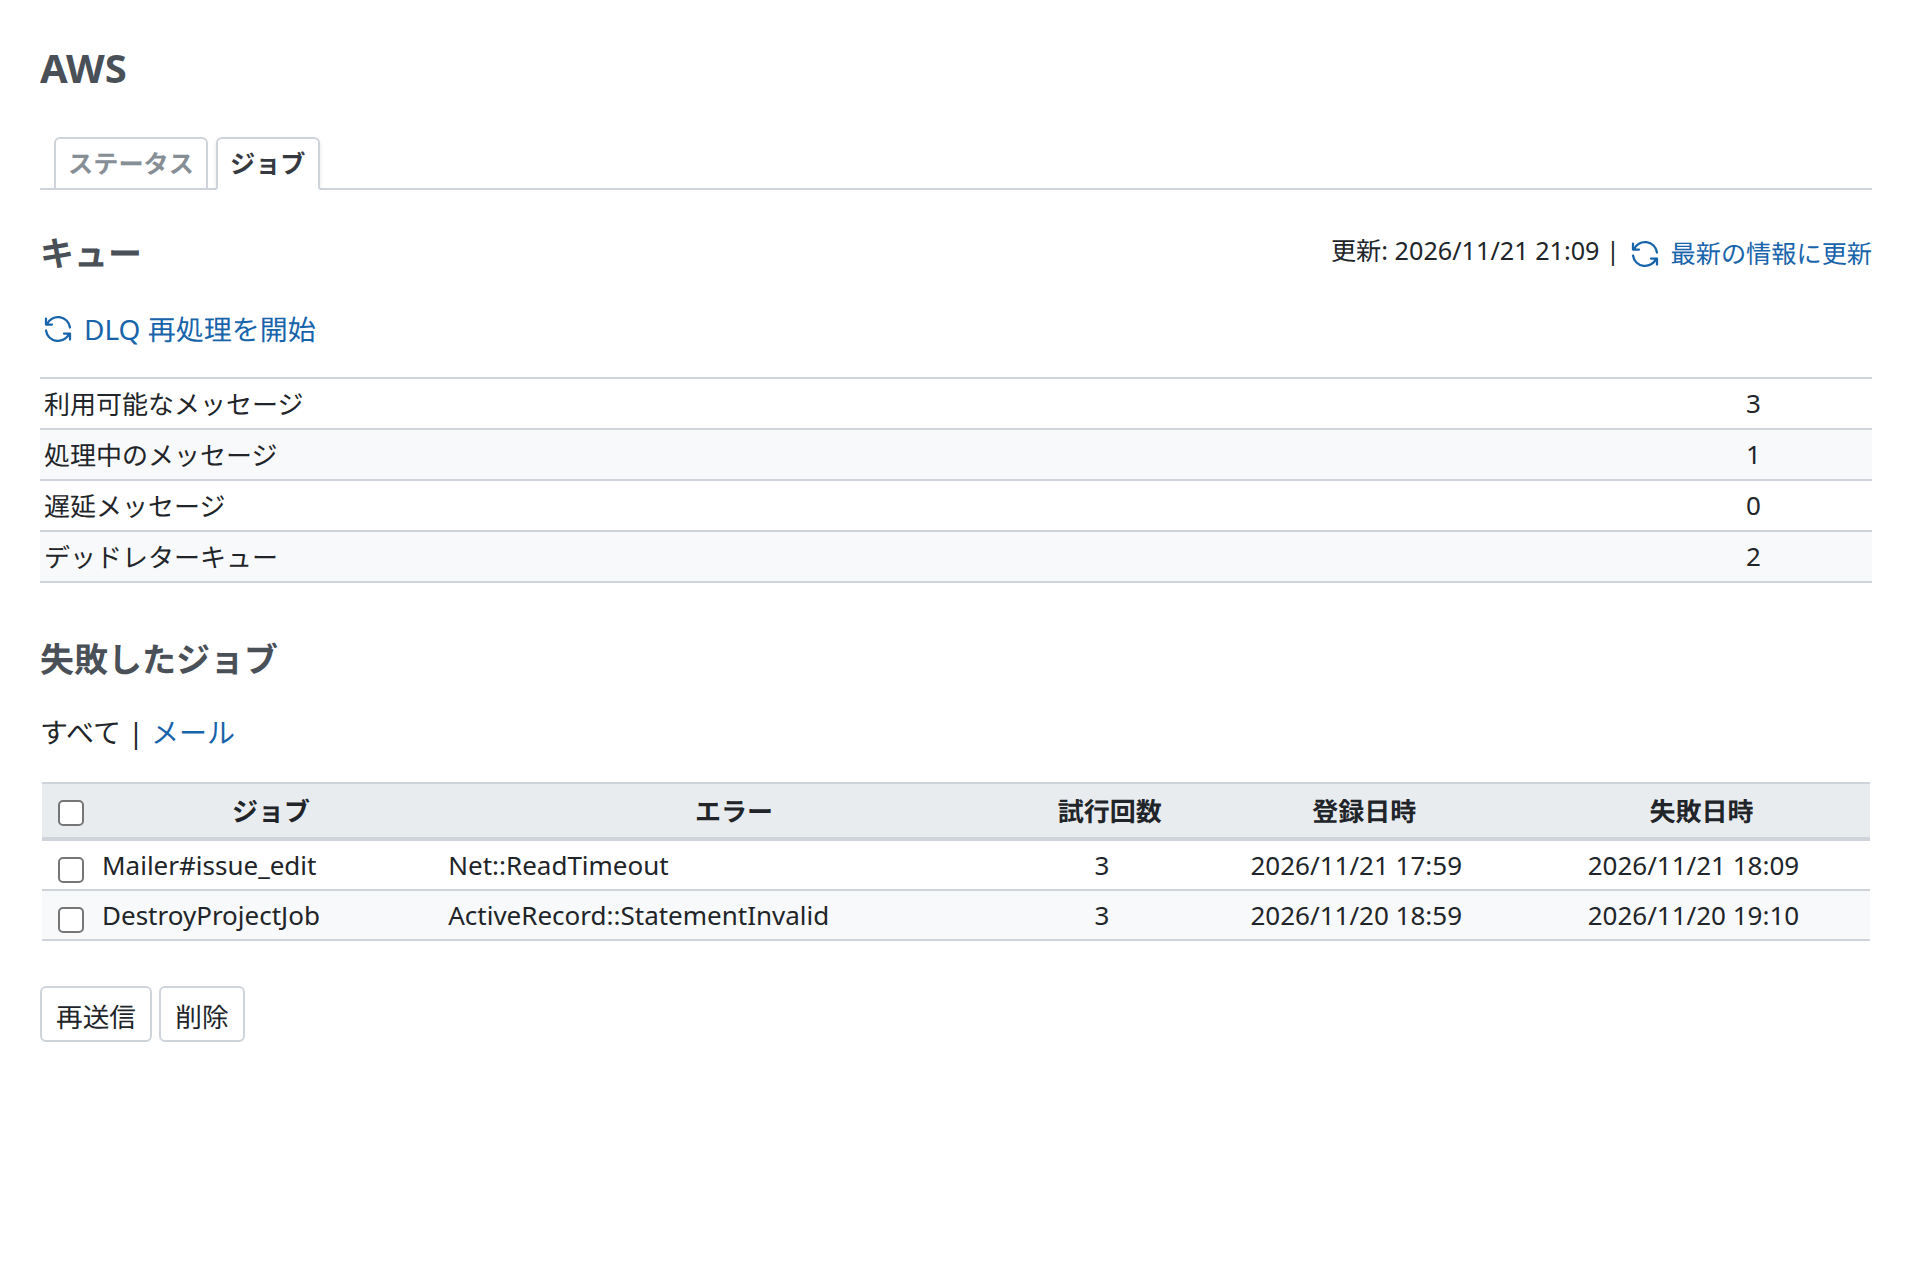 AWS
ステータス ジョブ
キュー 更新: 2026/11/21 21:09 | 最新の情報に更新
DLQ 再処理を開始
利用可能なメッセージ 3
処理中のメッセージ 1
遅延メッセージ 0
デッドレターキュー 2
失敗したジョブ
すべて | メール
ジョブ エラー 試行回数 登録日時 失敗日時
Mailer#issue_edit Net::ReadTimeout 3 2026/11/21 17:59 2026/11/21 18:09
DestroyProjectJob ActiveRecord::StatementInvalid 3 2026/11/20 18:59 2026/11/20 19:10
再送信 削除